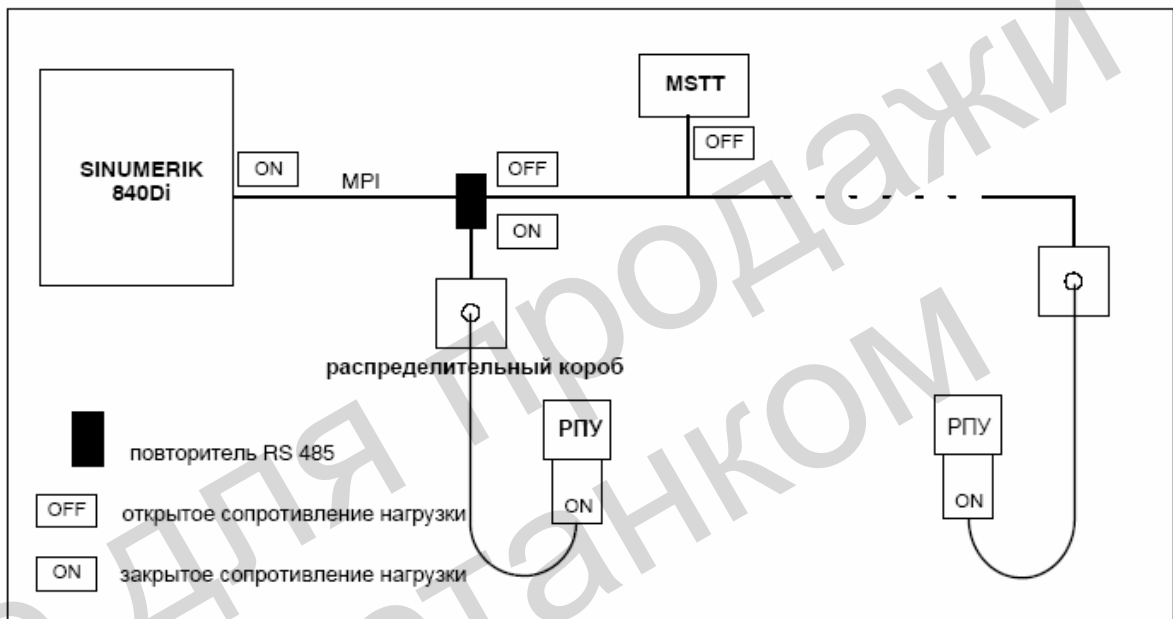 MSTT
OFF
SINUMERIK
840Di
ON
MPI
OFF
ON
распределительный короб
РПУ
ON
РПУ
ON
повторитель RS 485
OFF открытое сопротивление нагрузки
ON закрытое сопротивление нагрузки
для продажи
станком